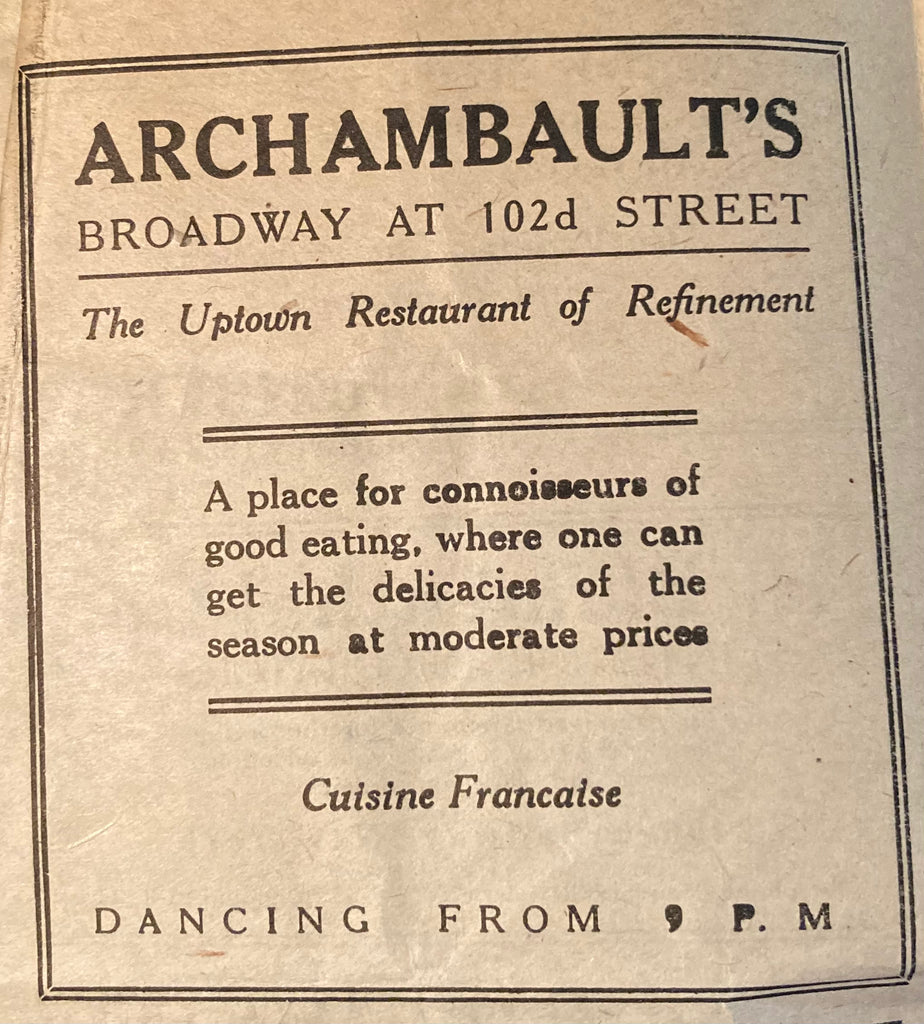 ARCHAMBAULT'S
BROADWAY AT 102d STREET
The Uptown Restaurant of Refinement
A place for connoisseurs of
good eating, where one can
get the delicacies of the
season at moderate prices
Cuisine Francaise
DANCING FROM 9 P. M